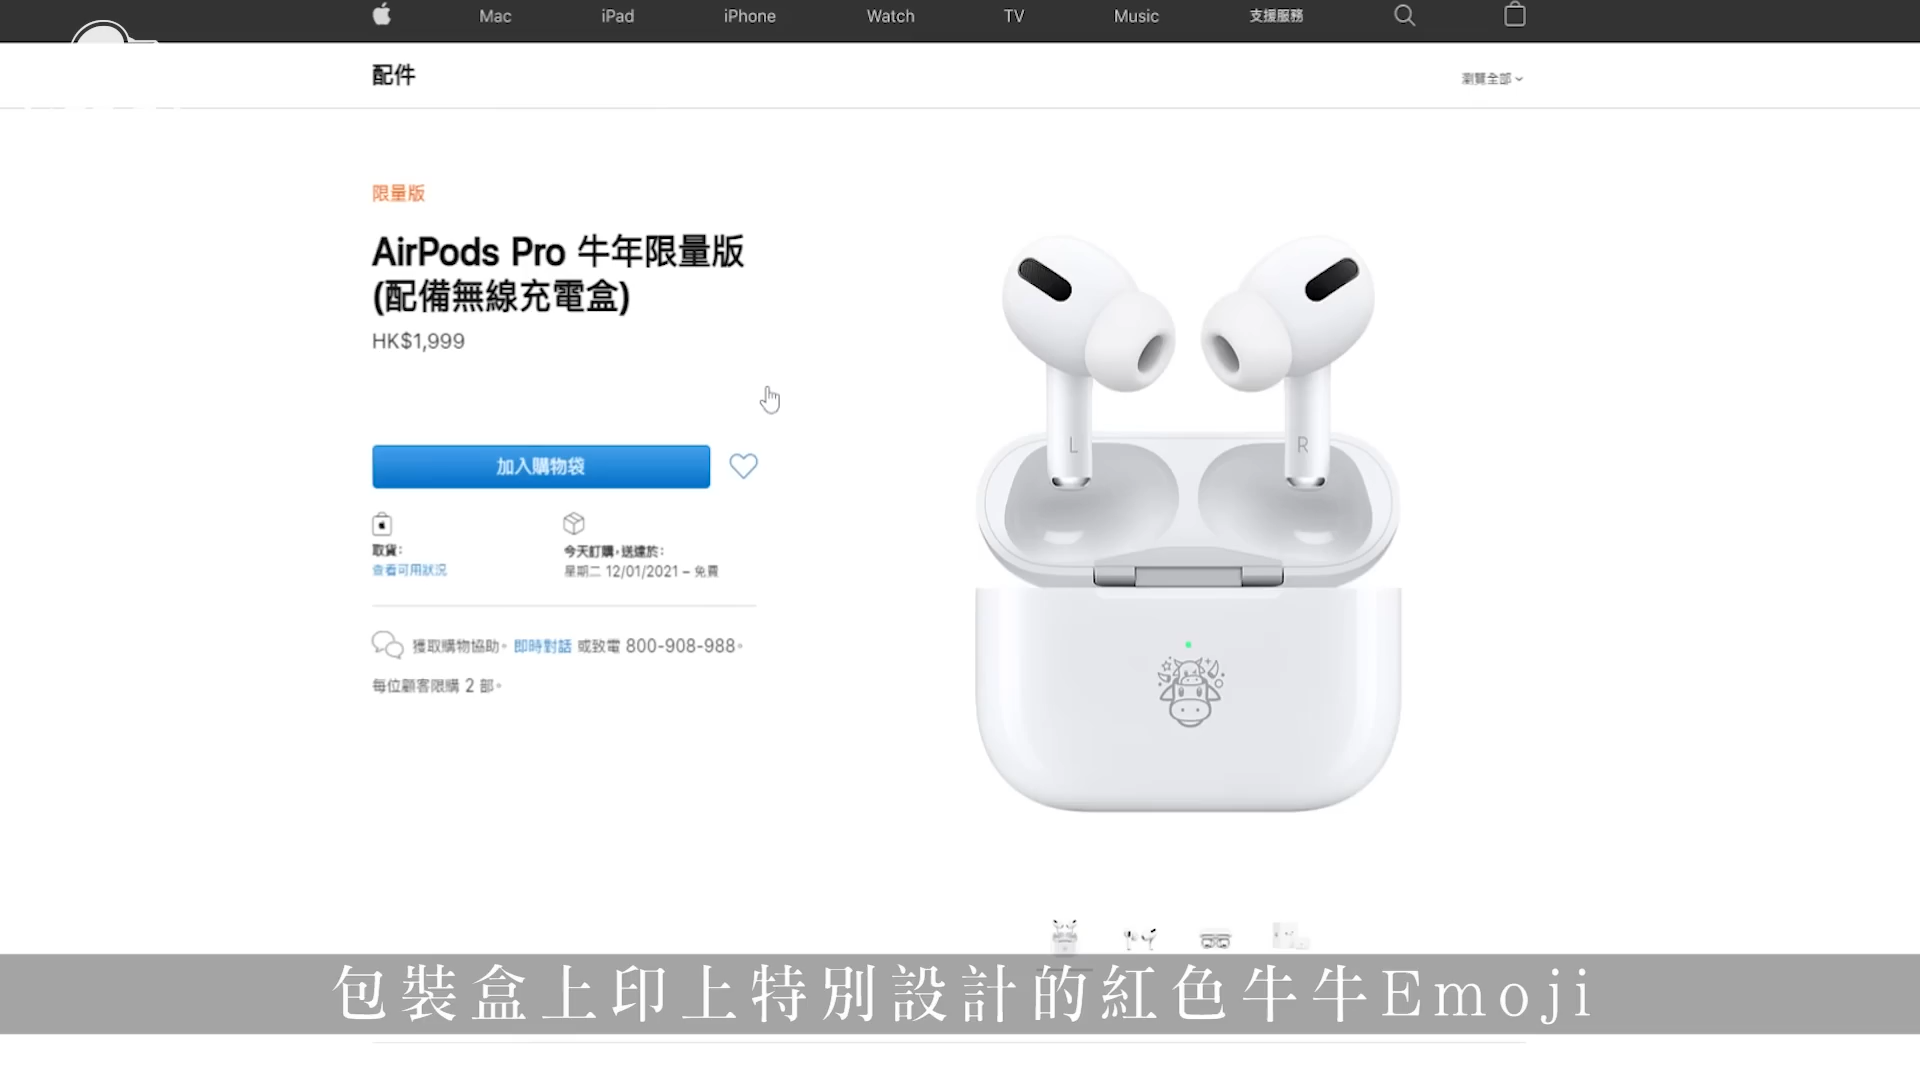 Mac iPad iPhone Watch TV Music 支援服務
配件
瀏覽全部
限量版
AirPods Pro 牛年限量版
(配備無線充電盒)
HK$1,999
加入購物袋
取貨：
查看可用狀況
今天訂購，送達於：
星期二 12/01/2021 – 免費
獲取購物協助。即時對話 或致電 800-908-988。
每位顧客限購 2 部。
L R
包裝盒上印上特別設計的紅色牛牛Emoji